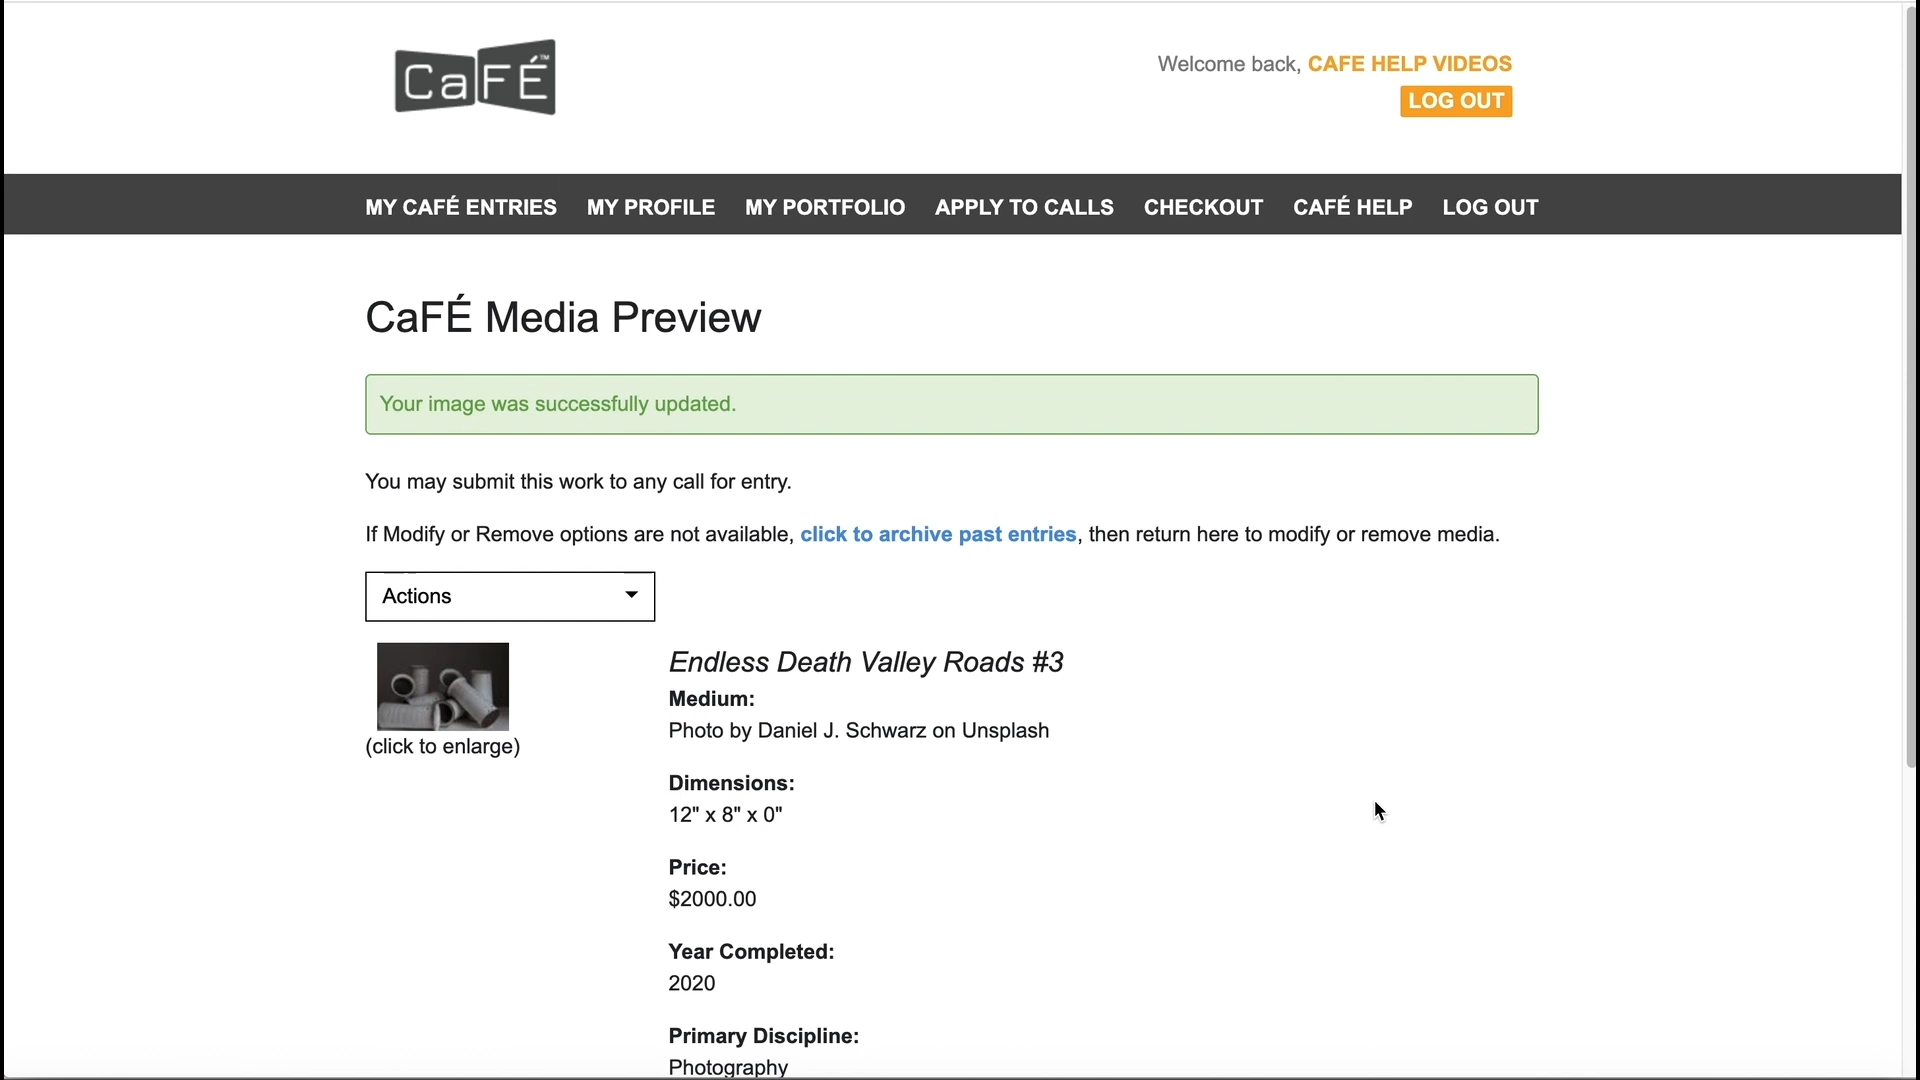 CaFÉ™
Welcome back, CAFE HELP VIDEOS
LOG OUT
MY CAFÉ ENTRIES MY PROFILE MY PORTFOLIO APPLY TO CALLS CHECKOUT CAFÉ HELP LOG OUT
CaFÉ Media Preview
Your image was successfully updated.
You may submit this work to any call for entry.
If Modify or Remove options are not available, click to archive past entries, then return here to modify or remove media.
Actions
(click to enlarge)
Endless Death Valley Roads #3
Medium:
Photo by Daniel J. Schwarz on Unsplash
Dimensions:
12" x 8" x 0"
Price:
$2000.00
Year Completed:
2020
Primary Discipline:
Photography